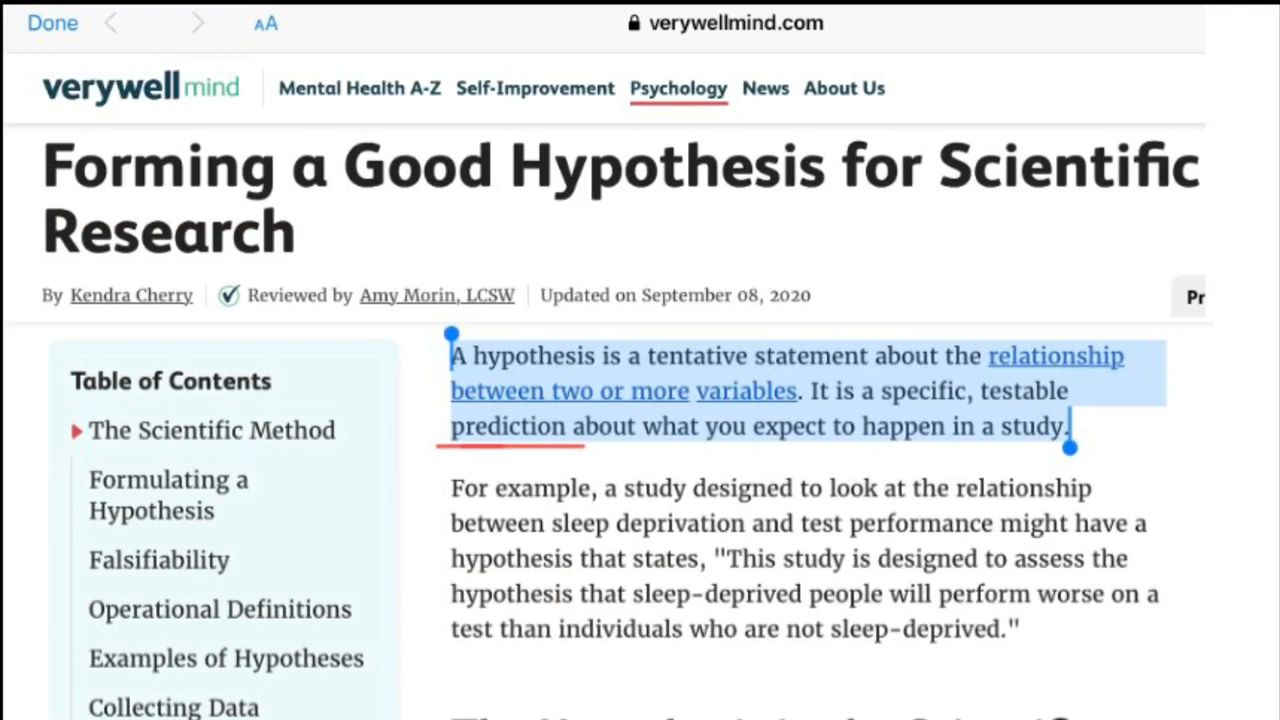 Done
AA
verywellmind.com
verywell mind
Mental Health A-Z Self-Improvement Psychology News About Us
Forming a Good Hypothesis for Scientific
Research
By Kendra Cherry Reviewed by Amy Morin, LCSW Updated on September 08, 2020
Pr
Table of Contents
The Scientific Method
Formulating a
Hypothesis
Falsifiability
Operational Definitions
Examples of Hypotheses
Collecting Data
A hypothesis is a tentative statement about the relationship
between two or more variables. It is a specific, testable
prediction about what you expect to happen in a study.
For example, a study designed to look at the relationship
between sleep deprivation and test performance might have a
hypothesis that states, "This study is designed to assess the
hypothesis that sleep-deprived people will perform worse on a
test than individuals who are not sleep-deprived."